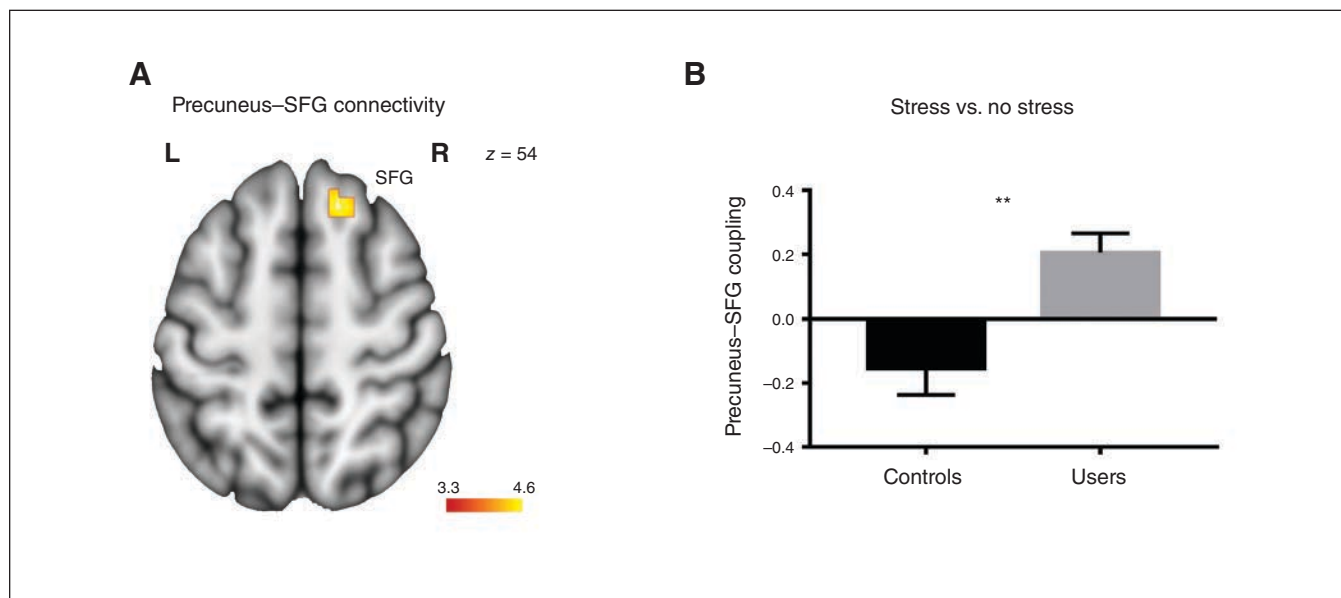 A
Precuneus–SFG connectivity
L
R
z = 54
SFG
3.3
4.6
B
Stress vs. no stress
Precuneus–SFG coupling
0.4
0.2
0.0
–0.2
–0.4
**
Controls
Users